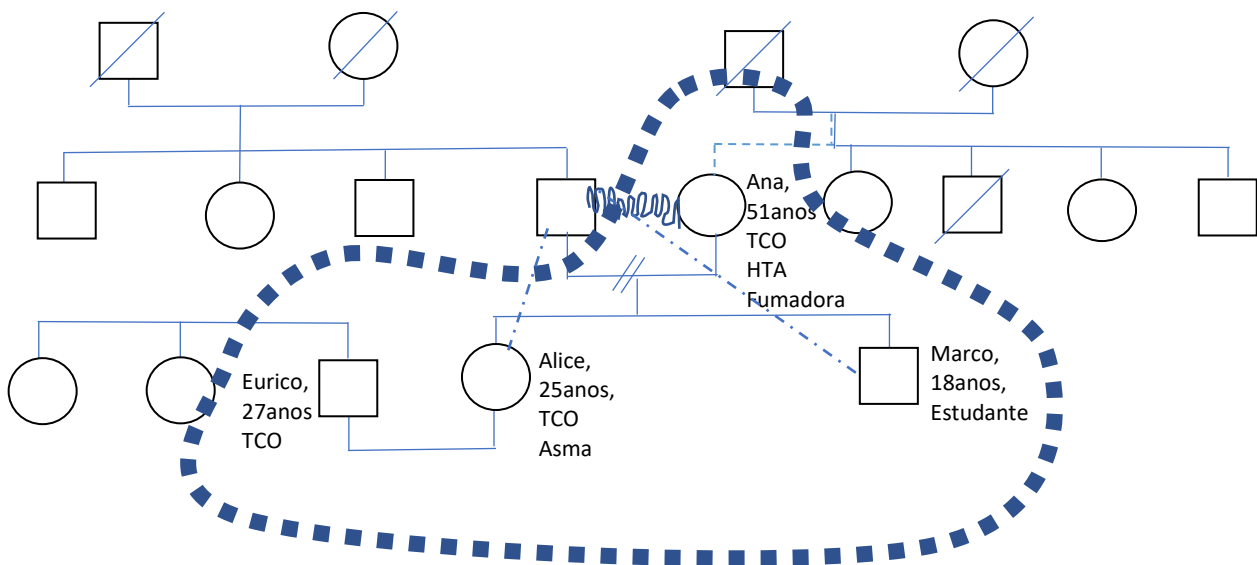 Ana,
51anos
TCO
HTA
Fumadora
Eurico,
27anos
TCO
Alice,
25anos,
TCO
Asma
Marco,
18anos,
Estudante